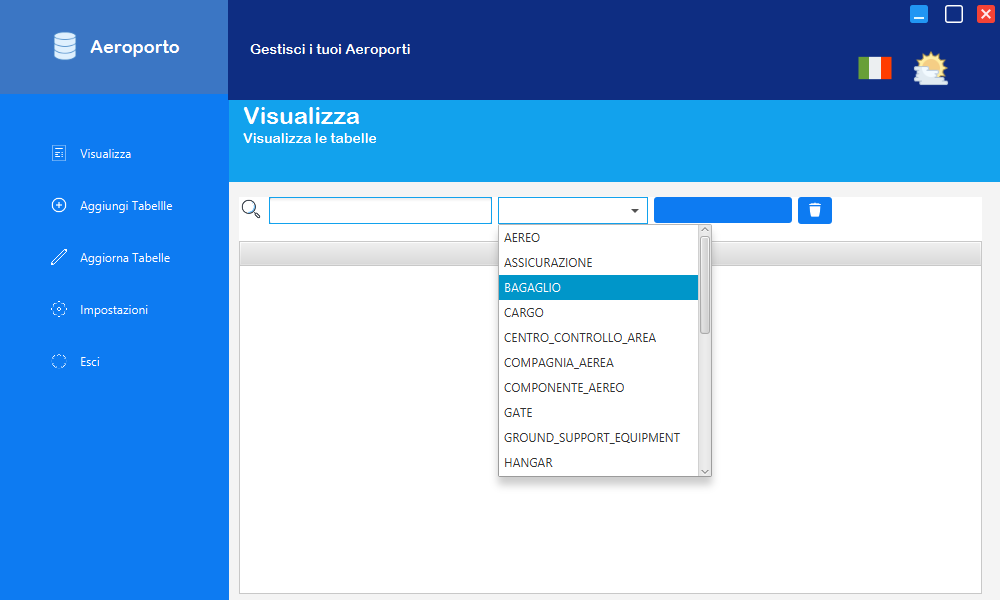 Aeroporto
Gestisci i tuoi Aeroporti
Visualizza
Visualizza le tabelle
Visualizza
Aggiungi Tabellle
Aggiorna Tabelle
Impostazioni
Esci
AEREO
ASSICURAZIONE
BAGAGLIO
CARGO
CENTRO_CONTROLLO_AREA
COMPAGNIA_AEREA
COMPONENTE_AEREO
GATE
GROUND_SUPPORT_EQUIPMENT
HANGAR